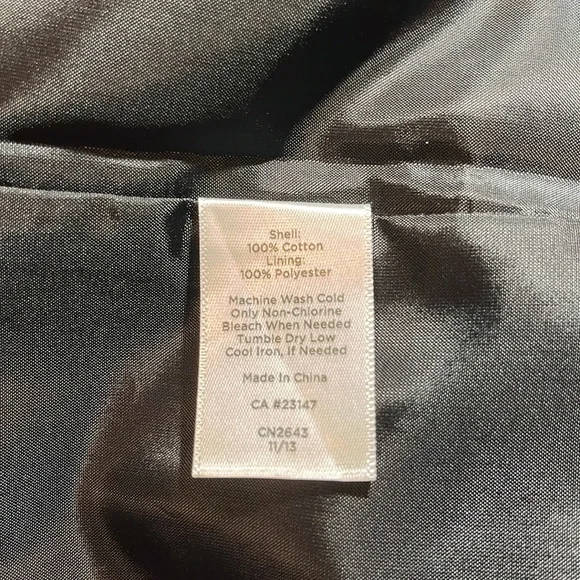 Shell:
100% Cotton
Lining:
100% Polyester
Machine Wash Cold
Only Non-Chlorine
Bleach When Needed
Tumble Dry Low
Cool Iron, If Needed
Made In China
CA #23147
CN2643
11/13